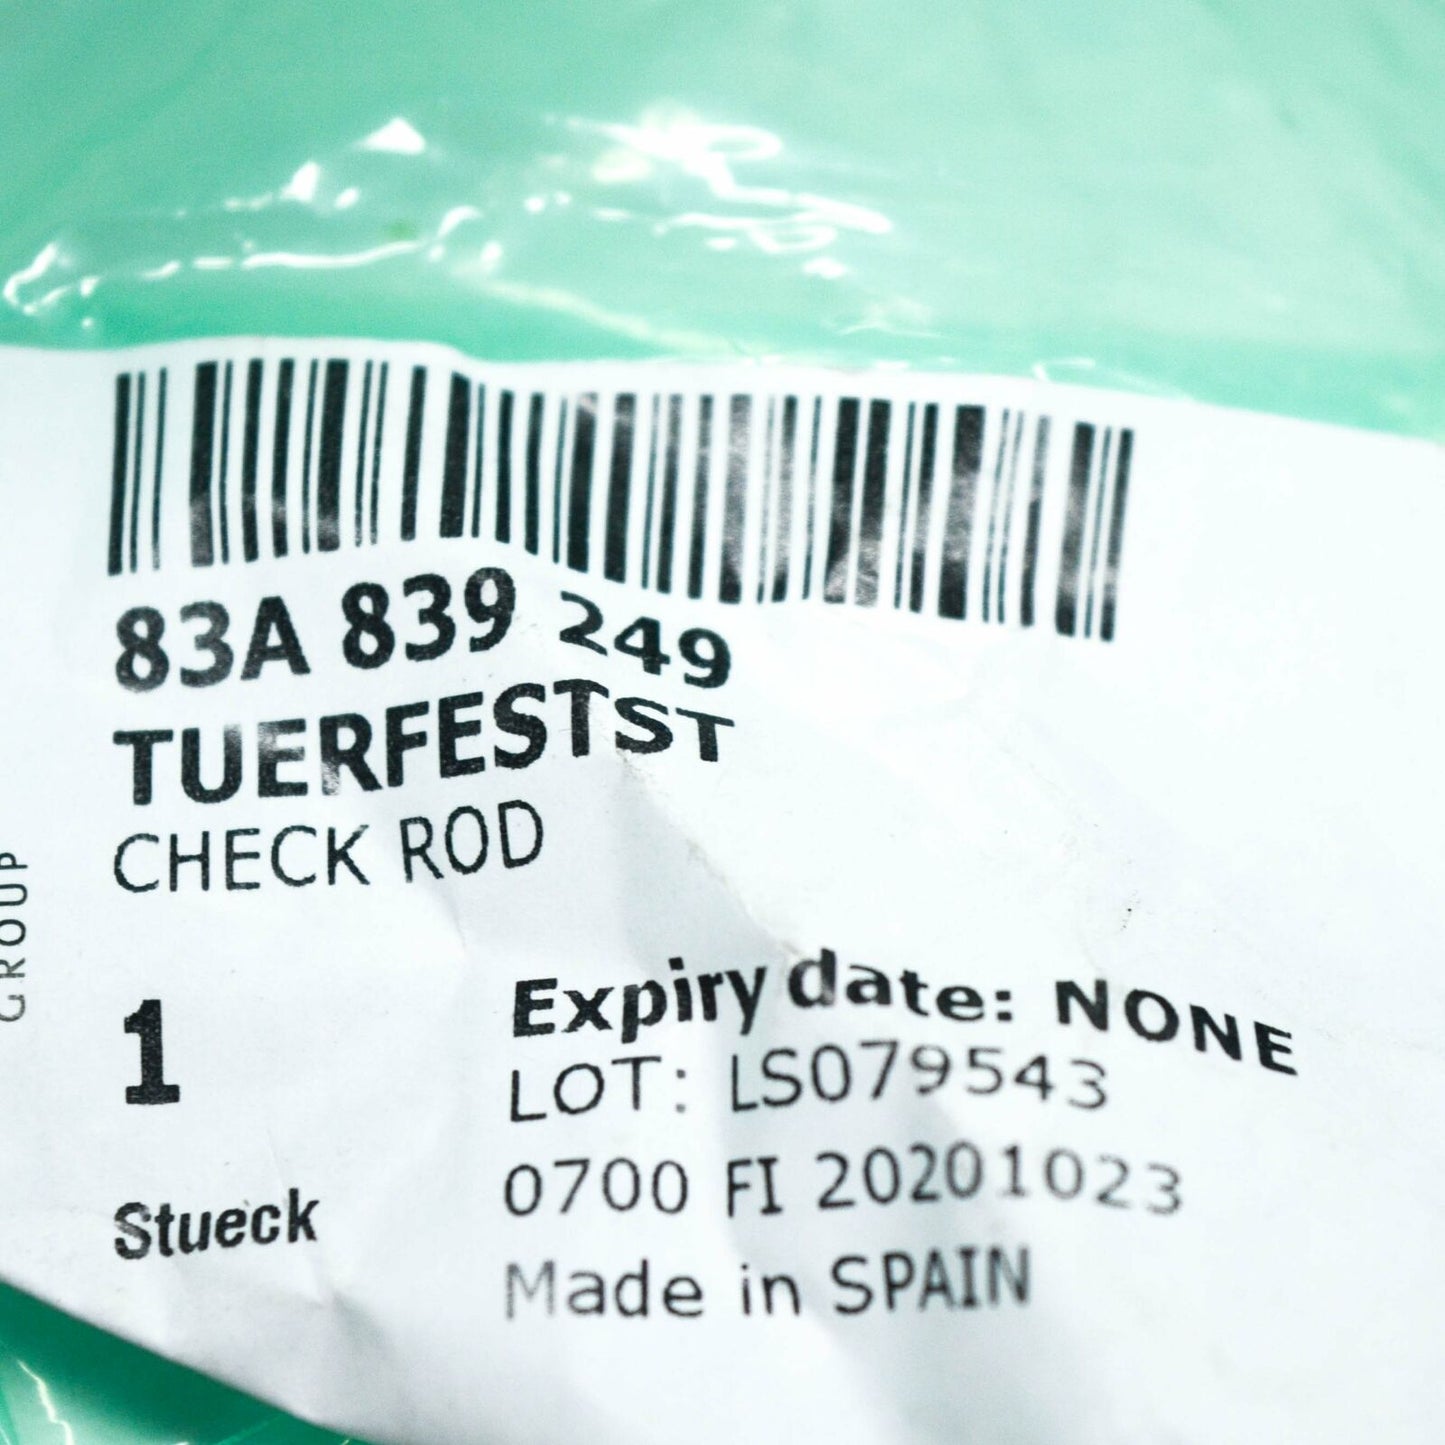 83A 839 249
TUERFESTST
CHECK ROD
GROUP
1
Stueck
Expiry date: NONE
LOT: LS079543
0700 FI 20201023
Made in SPAIN